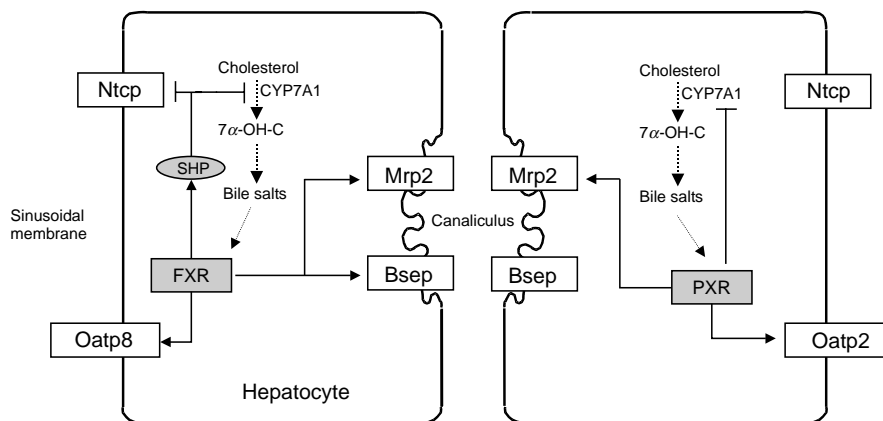 Cholesterol
CYP7A1
Ntcp
7α-OH-C
SHP
Bile salts
Mrp2
Sinusoidal
membrane
FXR
Bsep
Oatp8
Hepatocyte
Canaliculus
Cholesterol
CYP7A1
Ntcp
7α-OH-C
Mrp2
Bile salts
Bsep
PXR
Oatp2